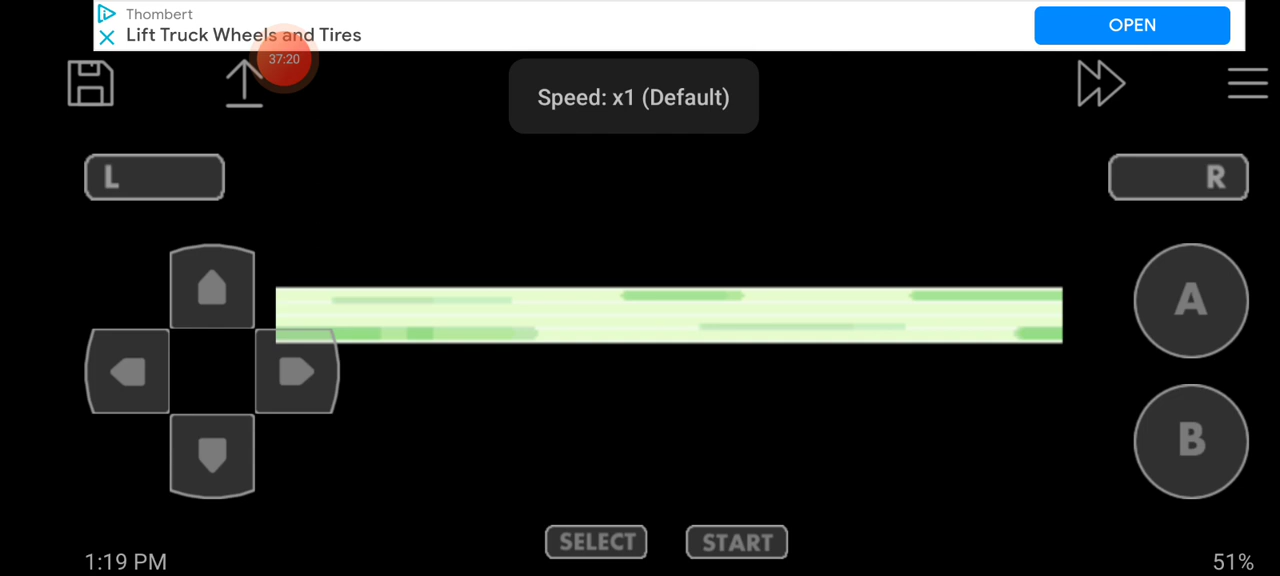 Thombert
Lift Truck Wheels and Tires
OPEN
37:20
Speed: x1 (Default)
L
R
A
B
SELECT
START
1:19 PM
51%